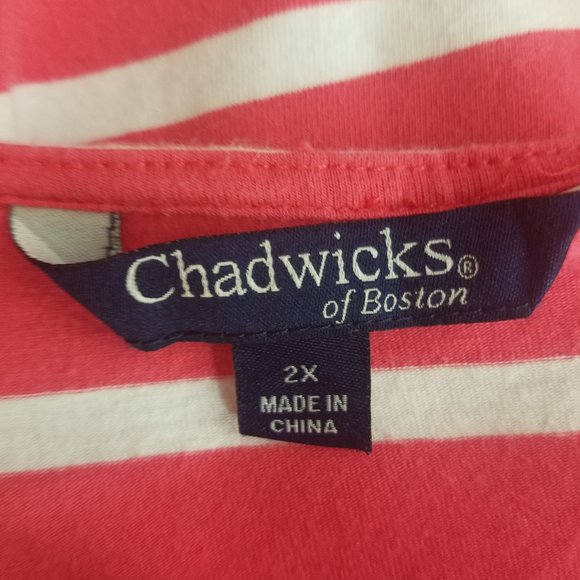 Chadwicks®
of Boston
2X
MADE IN
CHINA